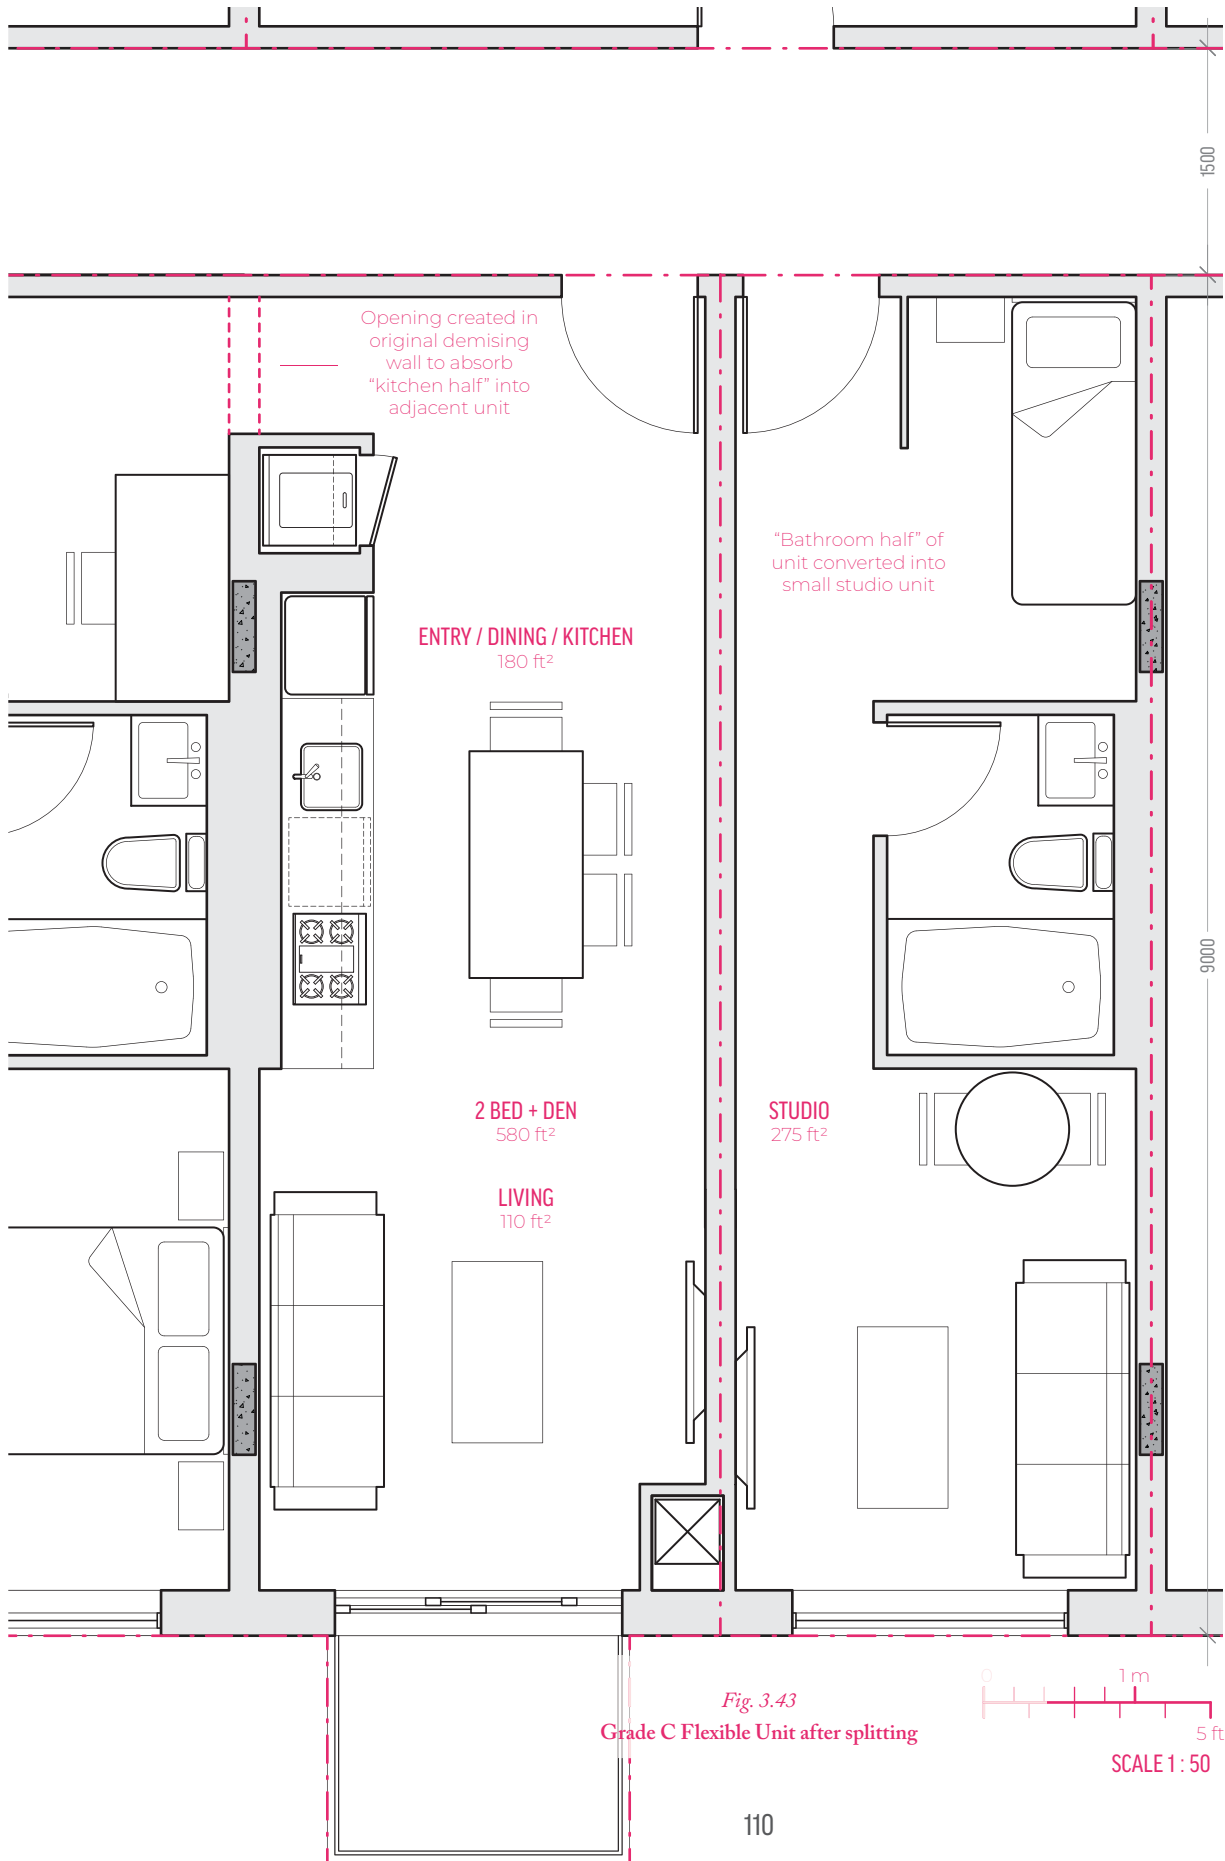 1500
Opening created in
original demising
wall to absorb
“kitchen half” into
adjacent unit
“Bathroom half” of
unit converted into
small studio unit
ENTRY / DINING / KITCHEN
180 ft²
9000
2 BED + DEN
580 ft²
STUDIO
275 ft²
LIVING
110 ft²
0
1 m
5 ft
SCALE 1 : 50
Fig. 3.43
Grade C Flexible Unit after splitting
110